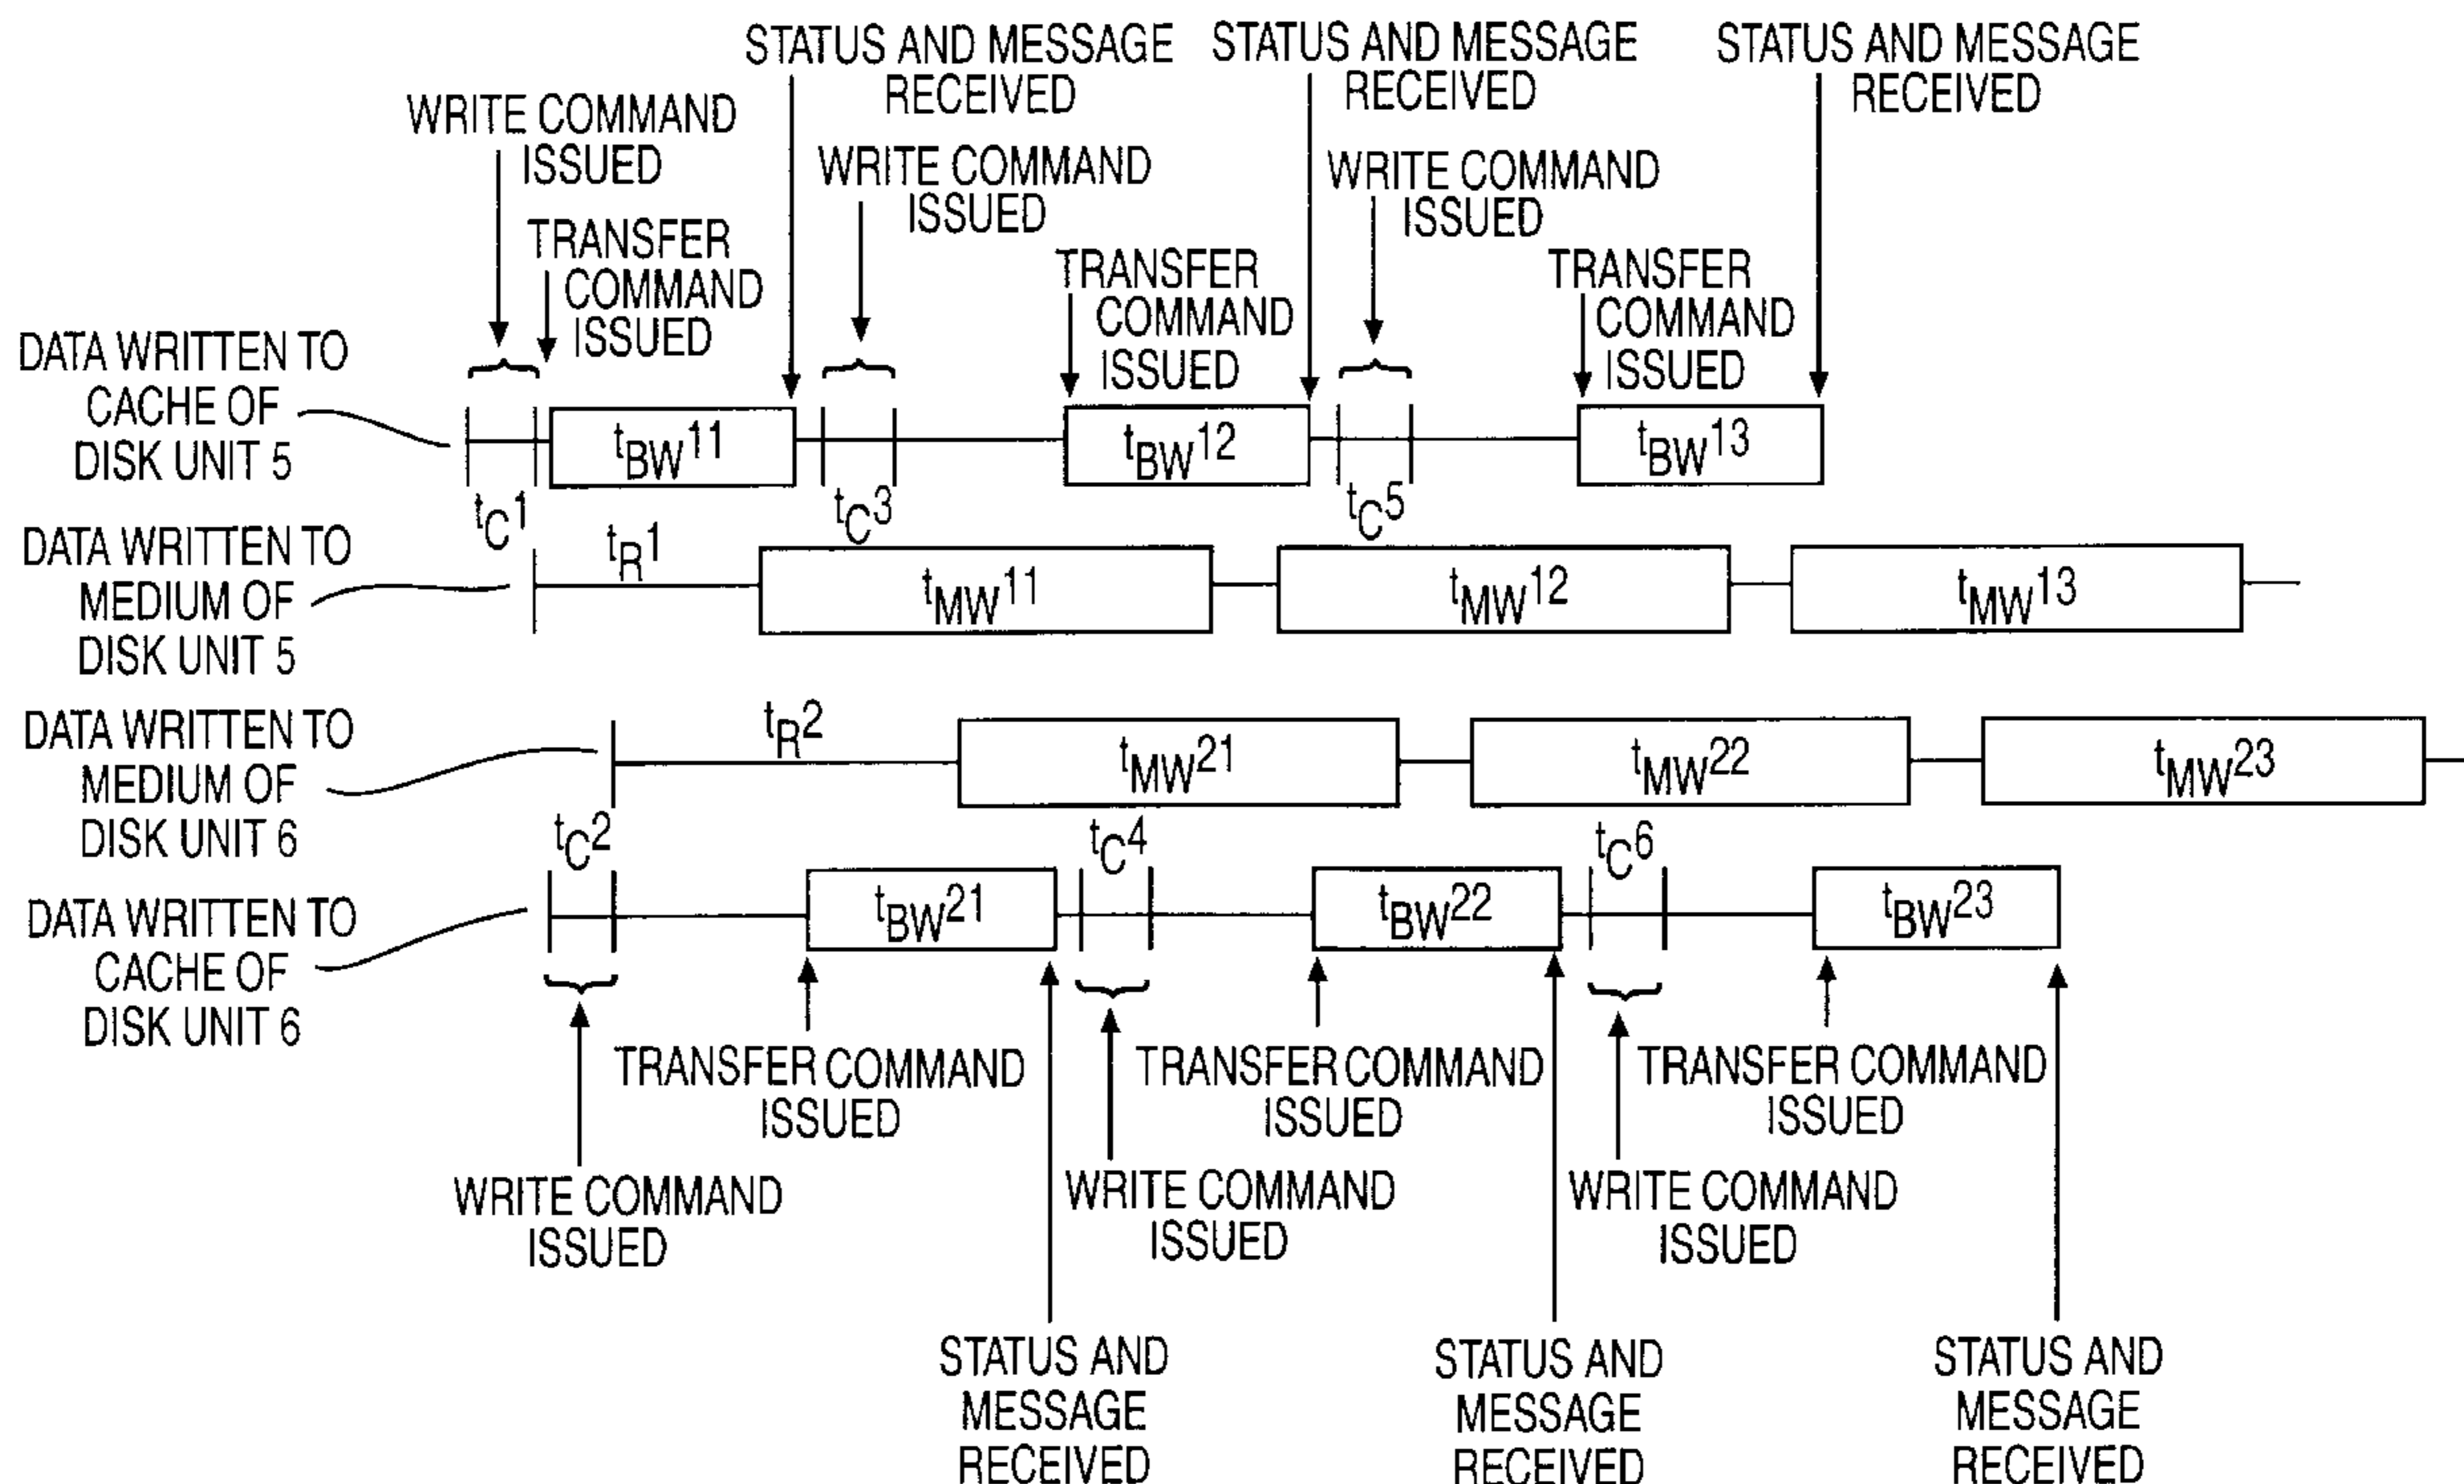 STATUS AND MESSAGE
RECEIVED
STATUS AND MESSAGE
RECEIVED
STATUS AND MESSAGE
RECEIVED
WRITE COMMAND
ISSUED
WRITE COMMAND
ISSUED
WRITE COMMAND
ISSUED
TRANSFER
COMMAND
ISSUED
TRANSFER
COMMAND
ISSUED
TRANSFER
COMMAND
ISSUED
DATA WRITTEN TO
CACHE OF
DISK UNIT 5
tBW11
tBW12
tBW13
tC1
tC3
tC5
DATA WRITTEN TO
MEDIUM OF
DISK UNIT 5
tR1
tMW11
tMW12
tMW13
DATA WRITTEN TO
MEDIUM OF
DISK UNIT 6
tR2
tMW21
tMW22
tMW23
tC2
tC4
tC6
DATA WRITTEN TO
CACHE OF
DISK UNIT 6
tBW21
tBW22
tBW23
TRANSFER COMMAND
ISSUED
TRANSFER COMMAND
ISSUED
TRANSFER COMMAND
ISSUED
WRITE COMMAND
ISSUED
WRITE COMMAND
ISSUED
WRITE COMMAND
ISSUED
STATUS AND
MESSAGE
RECEIVED
STATUS AND
MESSAGE
RECEIVED
STATUS AND
MESSAGE
RECEIVED